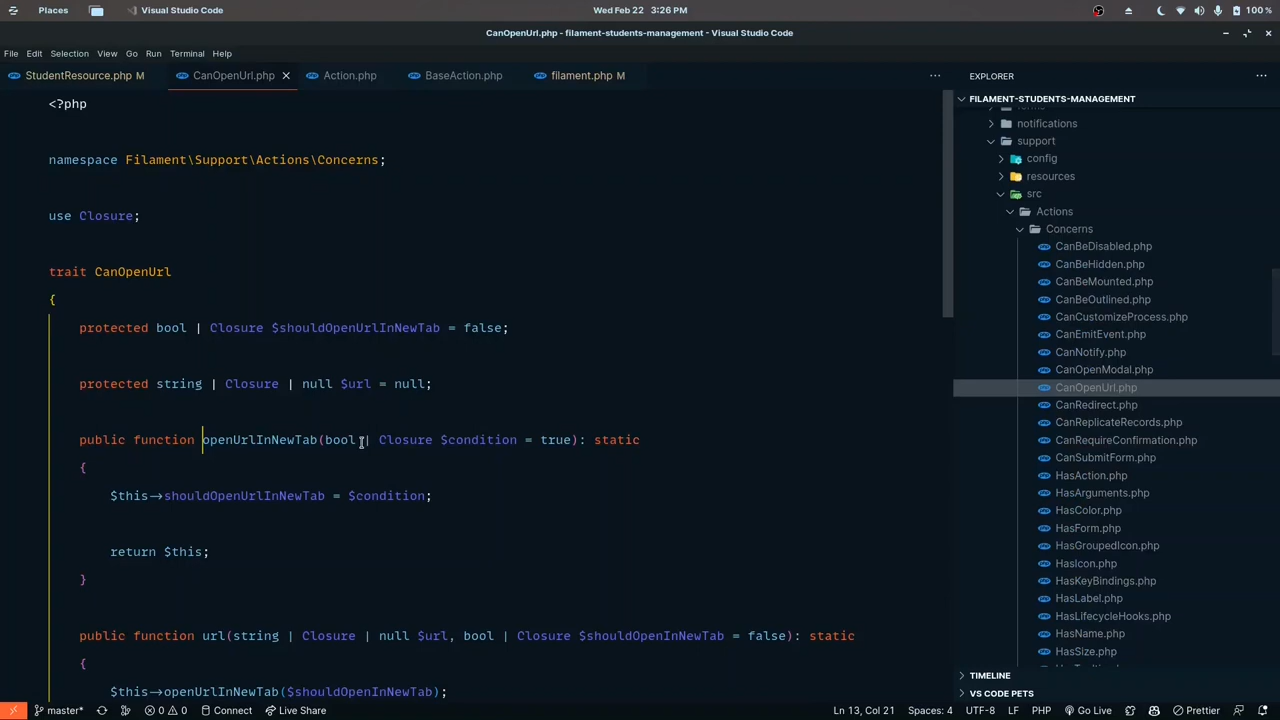 Places
Visual Studio Code
Wed Feb 22 3:26 PM
100 %
CanOpenUrl.php - filament-students-management - Visual Studio Code
File Edit Selection View Go Run Terminal Help
StudentResource.php M
CanOpenUrl.php
Action.php
BaseAction.php
filament.php M
<?php
namespace Filament\Support\Actions\Concerns;
use Closure;
trait CanOpenUrl
{
protected bool | Closure $shouldOpenUrlInNewTab = false;
protected string | Closure | null $url = null;
public function openUrlInNewTab(bool | Closure $condition = true): static
{
$this->shouldOpenUrlInNewTab = $condition;
return $this;
}
public function url(string | Closure | null $url, bool | Closure $shouldOpenInNewTab = false): static
{
$this->openUrlInNewTab($shouldOpenInNewTab);
EXPLORER
FILAMENT-STUDENTS-MANAGEMENT
notifications
support
config
resources
src
Actions
Concerns
CanBeDisabled.php
CanBeHidden.php
CanBeMounted.php
CanBeOutlined.php
CanCustomizeProcess.php
CanEmitEvent.php
CanNotify.php
CanOpenModal.php
CanOpenUrl.php
CanRedirect.php
CanReplicateRecords.php
CanRequireConfirmation.php
CanSubmitForm.php
HasAction.php
HasArguments.php
HasColor.php
HasForm.php
HasGroupedIcon.php
HasIcon.php
HasKeyBindings.php
HasLabel.php
HasLifecycleHooks.php
HasName.php
HasSize.php
TIMELINE
VS CODE PETS
master* 0 0 Connect Live Share Ln 13, Col 21 Spaces: 4 UTF-8 LF PHP Go Live Prettier